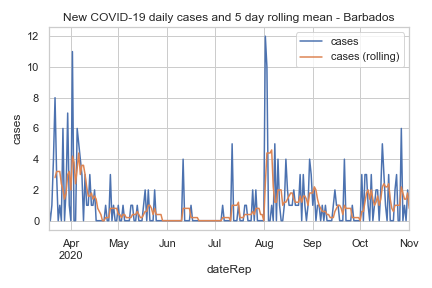 New COVID-19 daily cases and 5 day rolling mean - Barbados
cases
cases (rolling)
12
10
8
6
4
2
0
cases
Apr
2020
May
Jun
Jul
Aug
Sep
Oct
Nov
dateRep